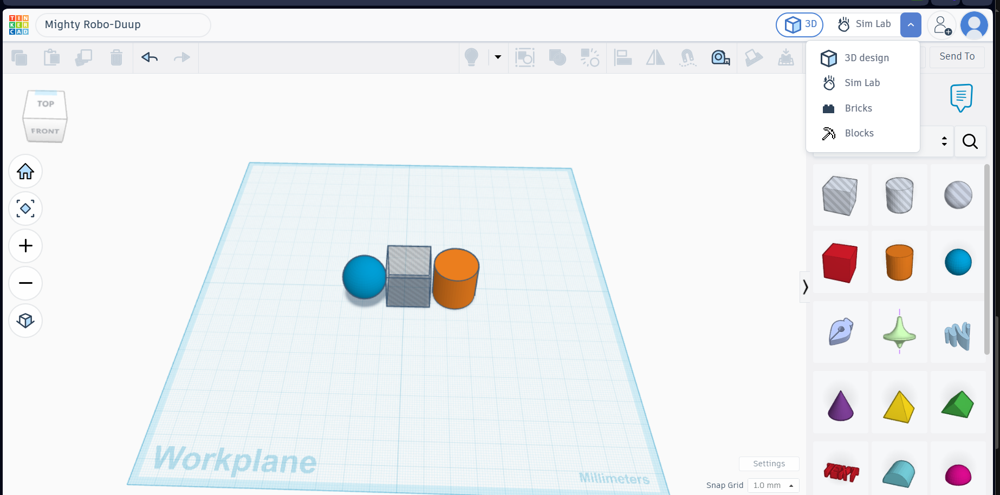 TIN
KER
CAD
Mighty Robo-Duup
3D
Sim Lab
Send To
3D design
Sim Lab
Bricks
Blocks
TOP
FRONT
Workplane
Millimeters
TEXT
Settings
Snap Grid
1.0 mm